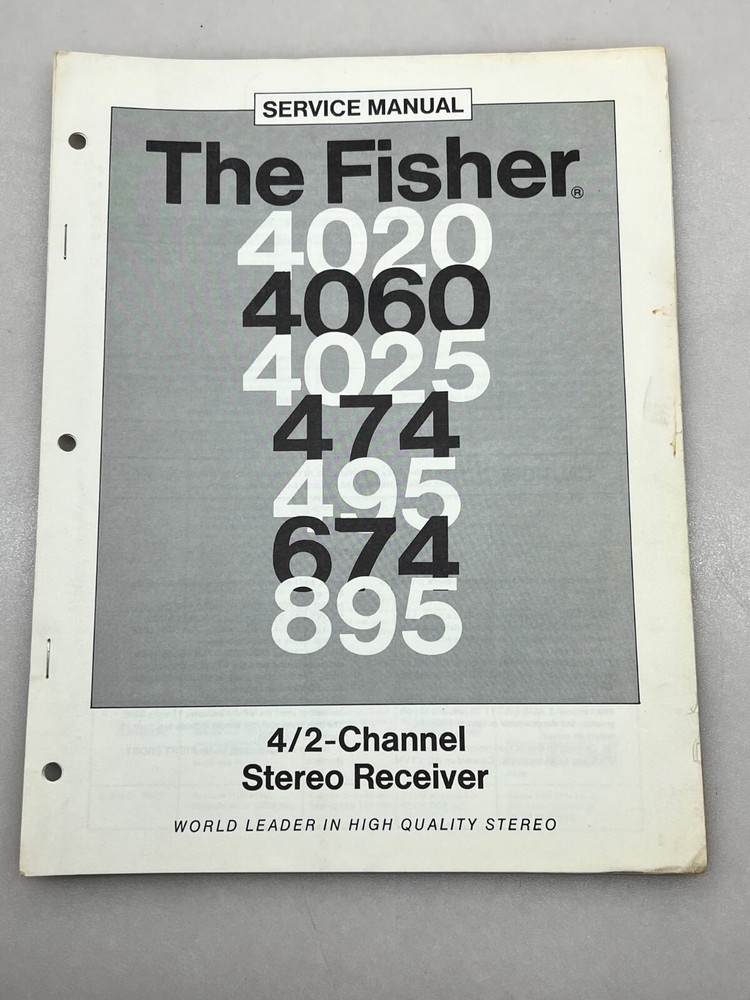 SERVICE MANUAL
The Fisher®
4020
4060
4025
474
495
674
895
4/2-Channel
Stereo Receiver
WORLD LEADER IN HIGH QUALITY STEREO